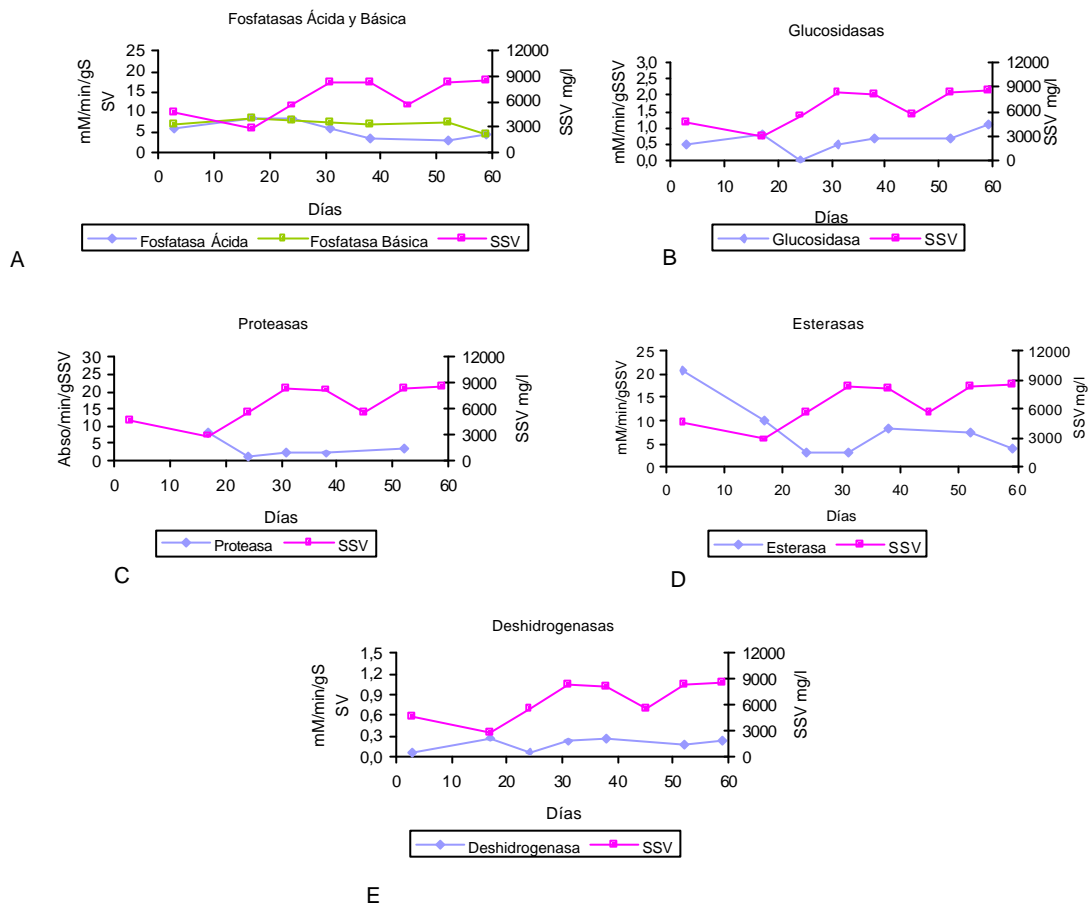 Fosfatasas Ácida y Básica
25
20
15
10
5
0
mM/min/gS
SV
12000
9000
6000
3000
0
SSV mg/l
0 10 20 30 40 50 60
Días
Fosfatasa Ácida Fosfatasa Básica SSV
A
Glucosidasas
3,0
2,5
2,0
1,5
1,0
0,5
0,0
mM/min/gSSV
12000
9000
6000
3000
0
SSV mg/l
0 10 20 30 40 50 60
Días
Glucosidasa SSV
B
Proteasas
30
25
20
15
10
5
0
Abso/min/gSSV
12000
9000
6000
3000
0
SSV mg/l
0 10 20 30 40 50 60
Días
Proteasa SSV
C
Esterasas
25
20
15
10
5
0
mM/min/gSSV
12000
9000
6000
3000
0
SSV mg/l
0 10 20 30 40 50 60
Días
Esterasa SSV
D
Deshidrogenasas
1,5
1,2
0,9
0,6
0,3
0,0
mM/min/gS
SV
12000
9000
6000
3000
0
SSV mg/l
0 10 20 30 40 50 60
Días
Deshidrogenasa SSV
E